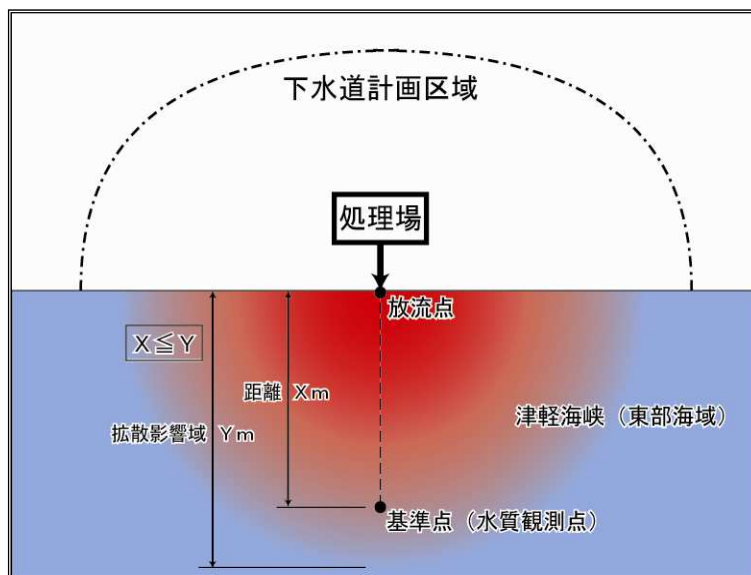 下水道計画区域
処理場
放流点
X≦Y
距離 Xm
津軽海峡（東部海域）
拡散影響域 Ym
基準点（水質観測点）